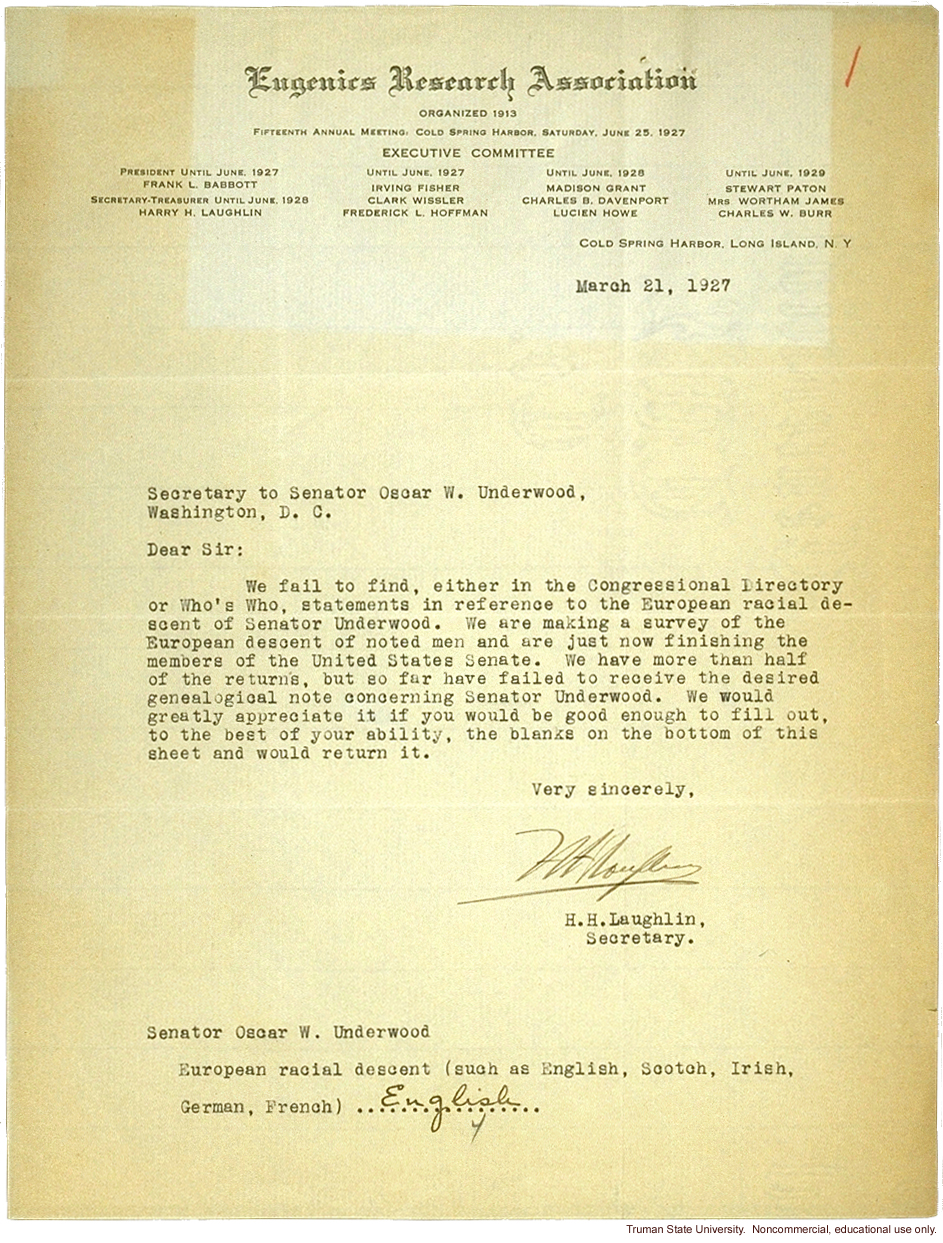 Eugenics Research Association
ORGANIZED 1913
FIFTEENTH ANNUAL MEETING: COLD SPRING HARBOR, SATURDAY, JUNE 25, 1927
EXECUTIVE COMMITTEE
PRESIDENT UNTIL JUNE, 1927
FRANK L. BABBOTT
SECRETARY-TREASURER UNTIL JUNE, 1928
HARRY H. LAUGHLIN
UNTIL JUNE, 1927
IRVING FISHER
CLARK WISSLER
FREDERICK L. HOFFMAN
UNTIL JUNE, 1928
MADISON GRANT
CHARLES B. DAVENPORT
LUCIEN HOWE
UNTIL JUNE, 1929
STEWART PATON
MRS WORTHAM JAMES
CHARLES W. BURR
COLD SPRING HARBOR, LONG ISLAND, N. Y
March 21, 1927
Secretary to Senator Oscar W. Underwood,
Washington, D. C.
Dear Sir:
We fail to find, either in the Congressional Directory
or Who's Who, statements in reference to the European racial de-
scent of Senator Underwood. We are making a survey of the
European descent of noted men and are just now finishing the
members of the United States Senate. We have more than half
of the returns, but so far have failed to receive the desired
genealogical note concerning Senator Underwood. We would
greatly appreciate it if you would be good enough to fill out,
to the best of your ability, the blanks on the bottom of this
sheet and would return it.
Very sincerely,
H.H.Laughlin,
Secretary.
Senator Oscar W. Underwood
European racial descent (such as English, Scotch, Irish,
German, French) ..English..
Truman State University. Noncommercial, educational use only.